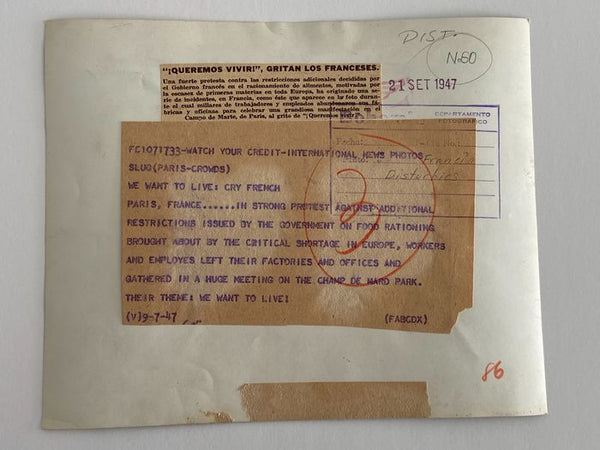 DIST.
N-60
21 SET 1947
"¡QUEREMOS VIVIR!", GRITAN LOS FRANCESES.
Una fuerte protesta contra las restricciones adicionales decididas por
el Gobierno francés en el racionamiento de alimentos, motivadas por
la escasez de primeras materias en toda Europa, ha originado una se-
rie de incidentes, en Francia, como éste que aparece en la foto duran-
te el cual millares de trabajadores y empleados abandonaron sus fá-
bricas y oficinas para celebrar una grandiosa manifestación en el
Campo de Marte, de París, al grito de "¡Queremos vivir!
DEPARTAMENTO
FOTOGRAFICO
Fecha: No.:
Francia
Disturbios
FC1071733-WATCH YOUR CREDIT-INTERNATIONAL NEWS PHOTOS
SLUG(PARIS-CROWDS)
WE WANT TO LIVE: CRY FRENCH
PARIS, FRANCE......IN STRONG PROTEST AGAINST ADDITIONAL
RESTRICTIONS ISSUED BY THE GOVERNMENT ON FOOD RATIONING
BROUGHT ABOUT BY THE CRITICAL SHORTAGE IN EUROPE, WORKERS
AND EMPLOYES LEFT THEIR FACTORIES AND OFFICES AND
GATHERED IN A HUGE MEETING ON THE CHAMP DE MARD PARK.
THEIR THEME: WE WANT TO LIVE:
(V)9-7-47 (FABCDX)
2
86